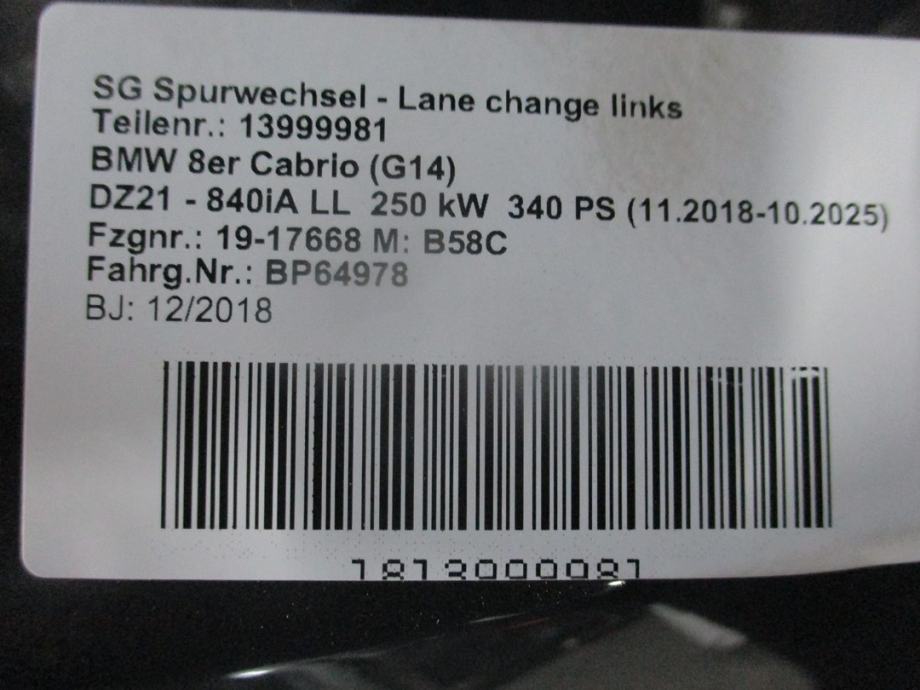 SG Spurwechsel - Lane change links
Teilenr.: 13999981
BMW 8er Cabrio (G14)
DZ21 - 840iA LL 250 kW 340 PS (11.2018-10.2025)
Fzgnr.: 19-17668 M: B58C
Fahrg.Nr.: BP64978
BJ: 12/2018